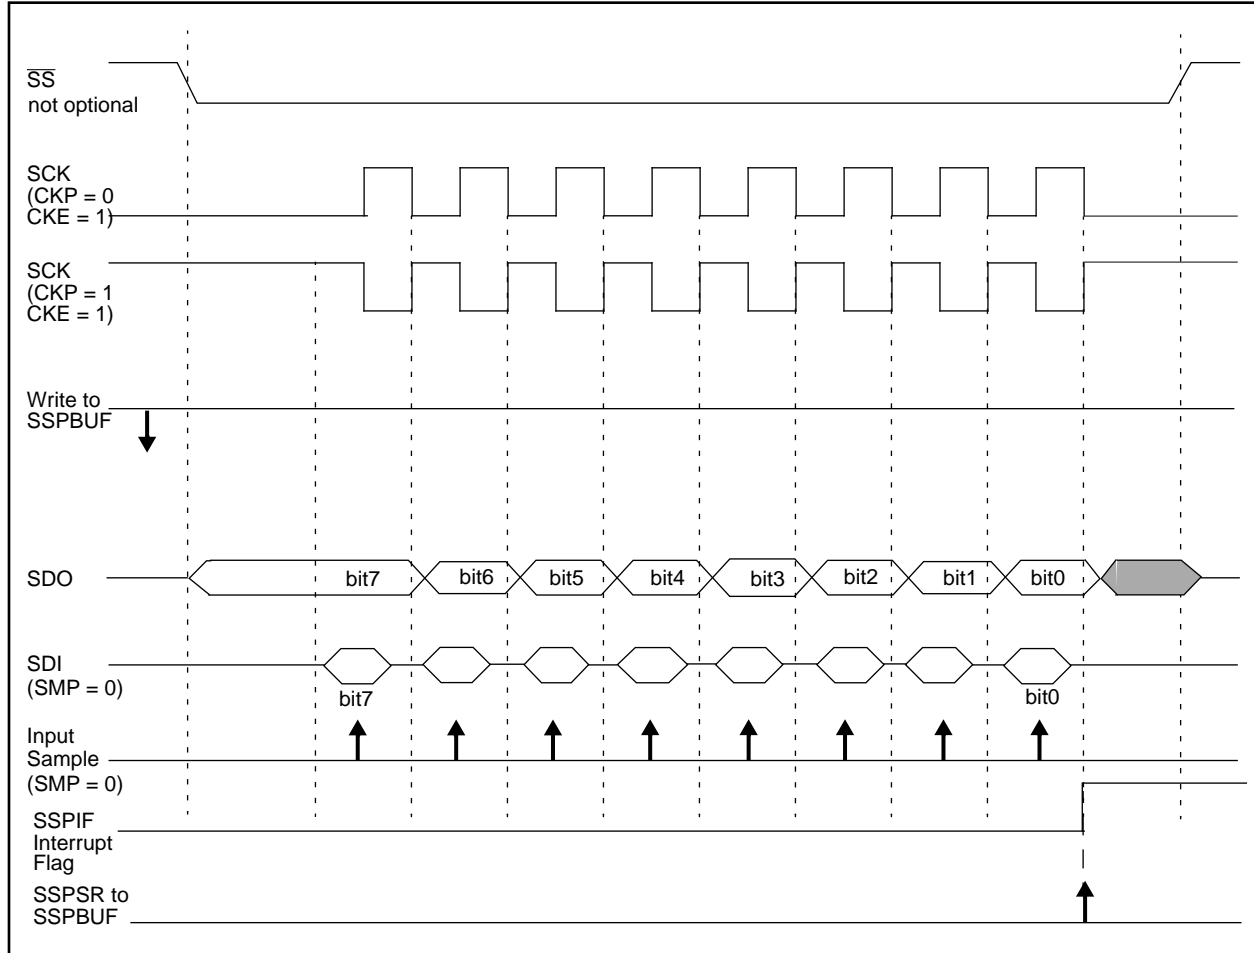 SS
not optional
SCK
(CKP = 0
CKE = 1)
SCK
(CKP = 1
CKE = 1)
Write to
SSPBUF
SDO
bit7 bit6 bit5 bit4 bit3 bit2 bit1 bit0
SDI
(SMP = 0)
bit7 bit0
Input
Sample
(SMP = 0)
SSPIF
Interrupt
Flag
SSPSR to
SSPBUF